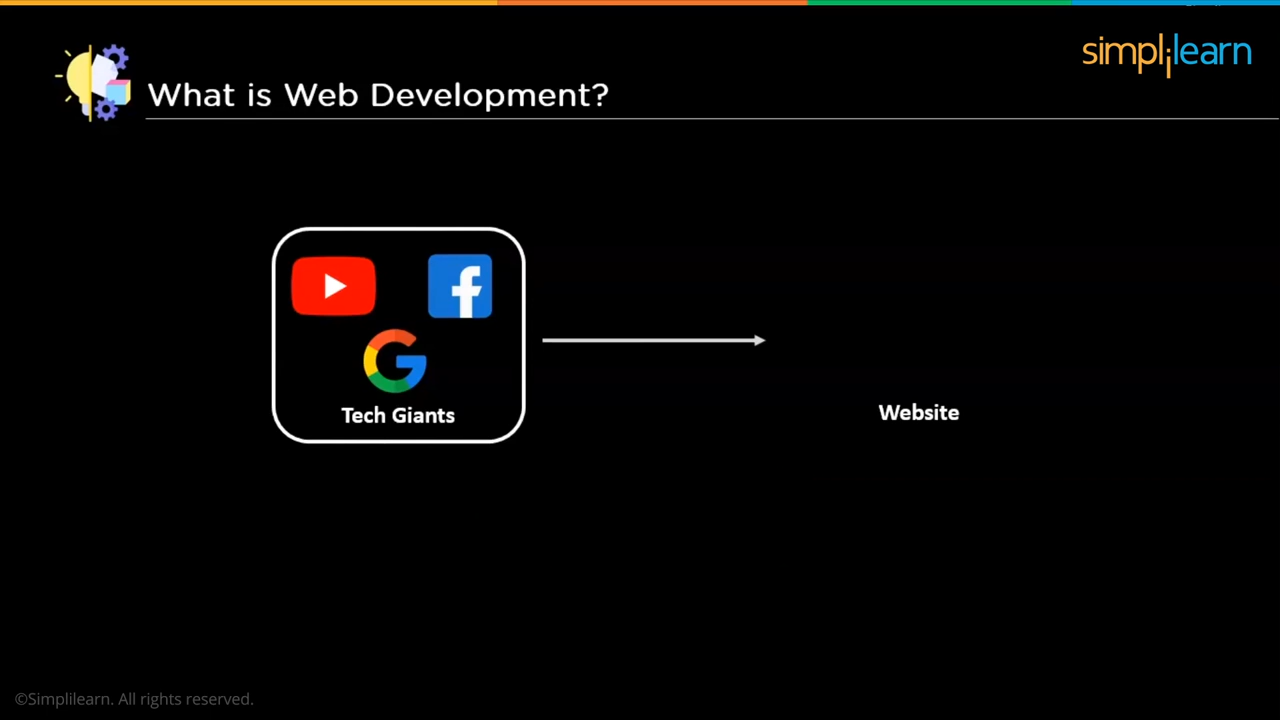 simplilearn
What is Web Development?
Tech Giants
Website
©Simplilearn. All rights reserved.